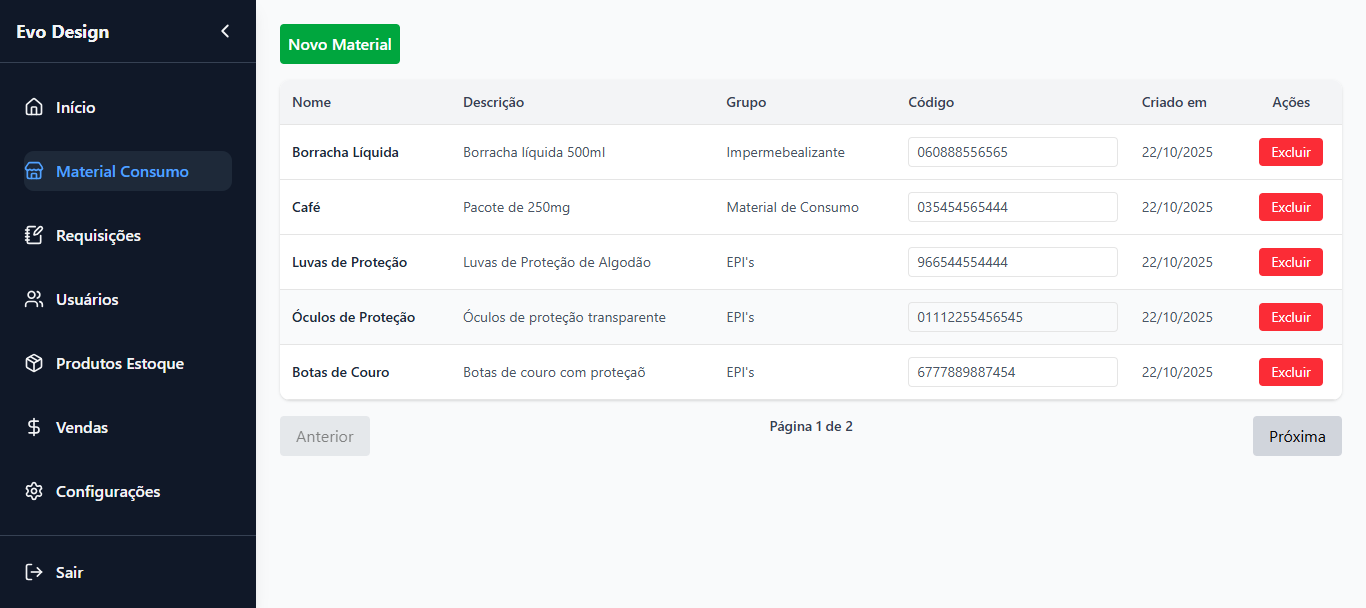 Evo Design
Início
Material Consumo
Requisições
Usuários
Produtos Estoque
Vendas
Configurações
Sair
Novo Material
Nome Descrição Grupo Código Criado em Ações
Borracha Líquida Borracha líquida 500ml Impermebealizante 060888556565 22/10/2025 Excluir
Café Pacote de 250mg Material de Consumo 035454565444 22/10/2025 Excluir
Luvas de Proteção Luvas de Proteção de Algodão EPI's 966544554444 22/10/2025 Excluir
Óculos de Proteção Óculos de proteção transparente EPI's 01112255456545 22/10/2025 Excluir
Botas de Couro Botas de couro com proteçaõ EPI's 6777889887454 22/10/2025 Excluir
Anterior Página 1 de 2 Próxima